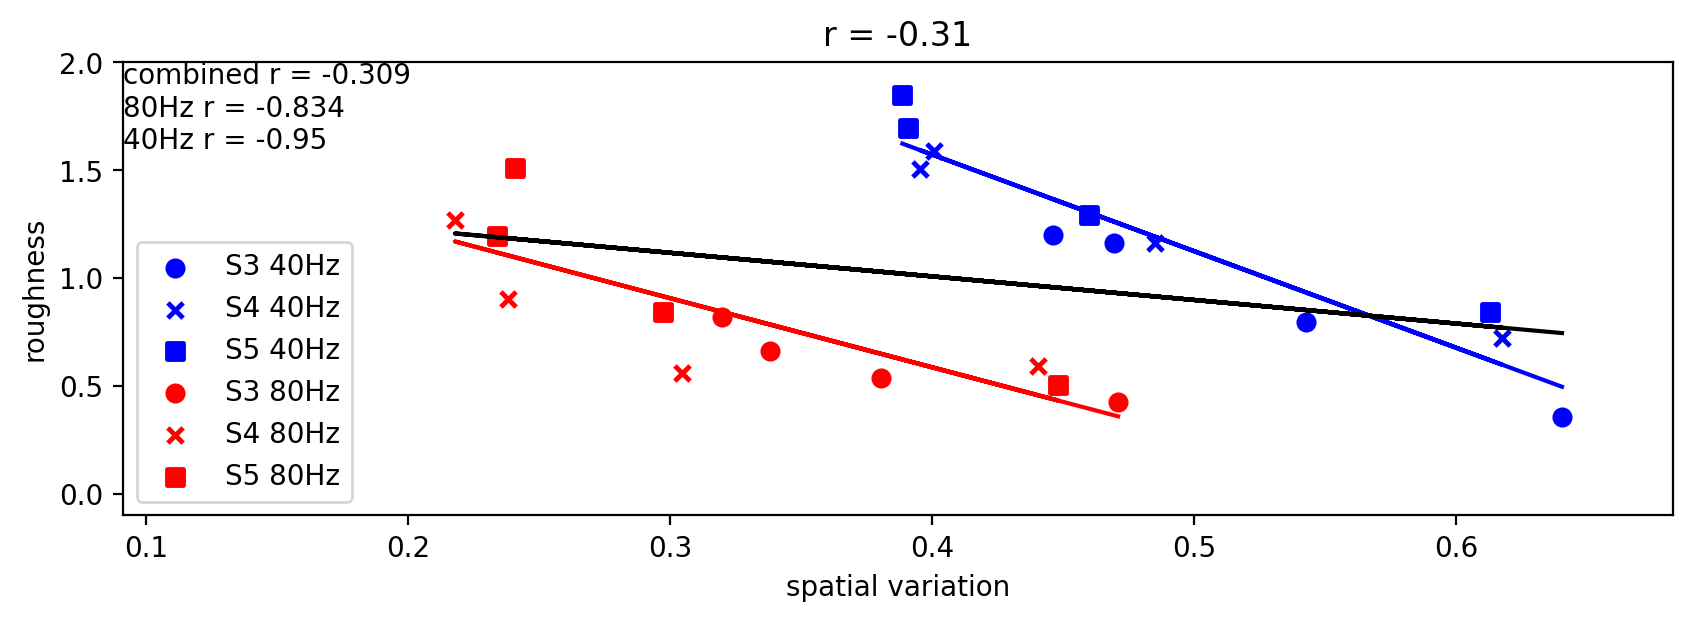 r = -0.31
combined r = -0.309
80Hz r = -0.834
40Hz r = -0.95
roughness
2.0
1.5
1.0
0.5
0.0
S3 40Hz
S4 40Hz
S5 40Hz
S3 80Hz
S4 80Hz
S5 80Hz
0.1 0.2 0.3 0.4 0.5 0.6
spatial variation